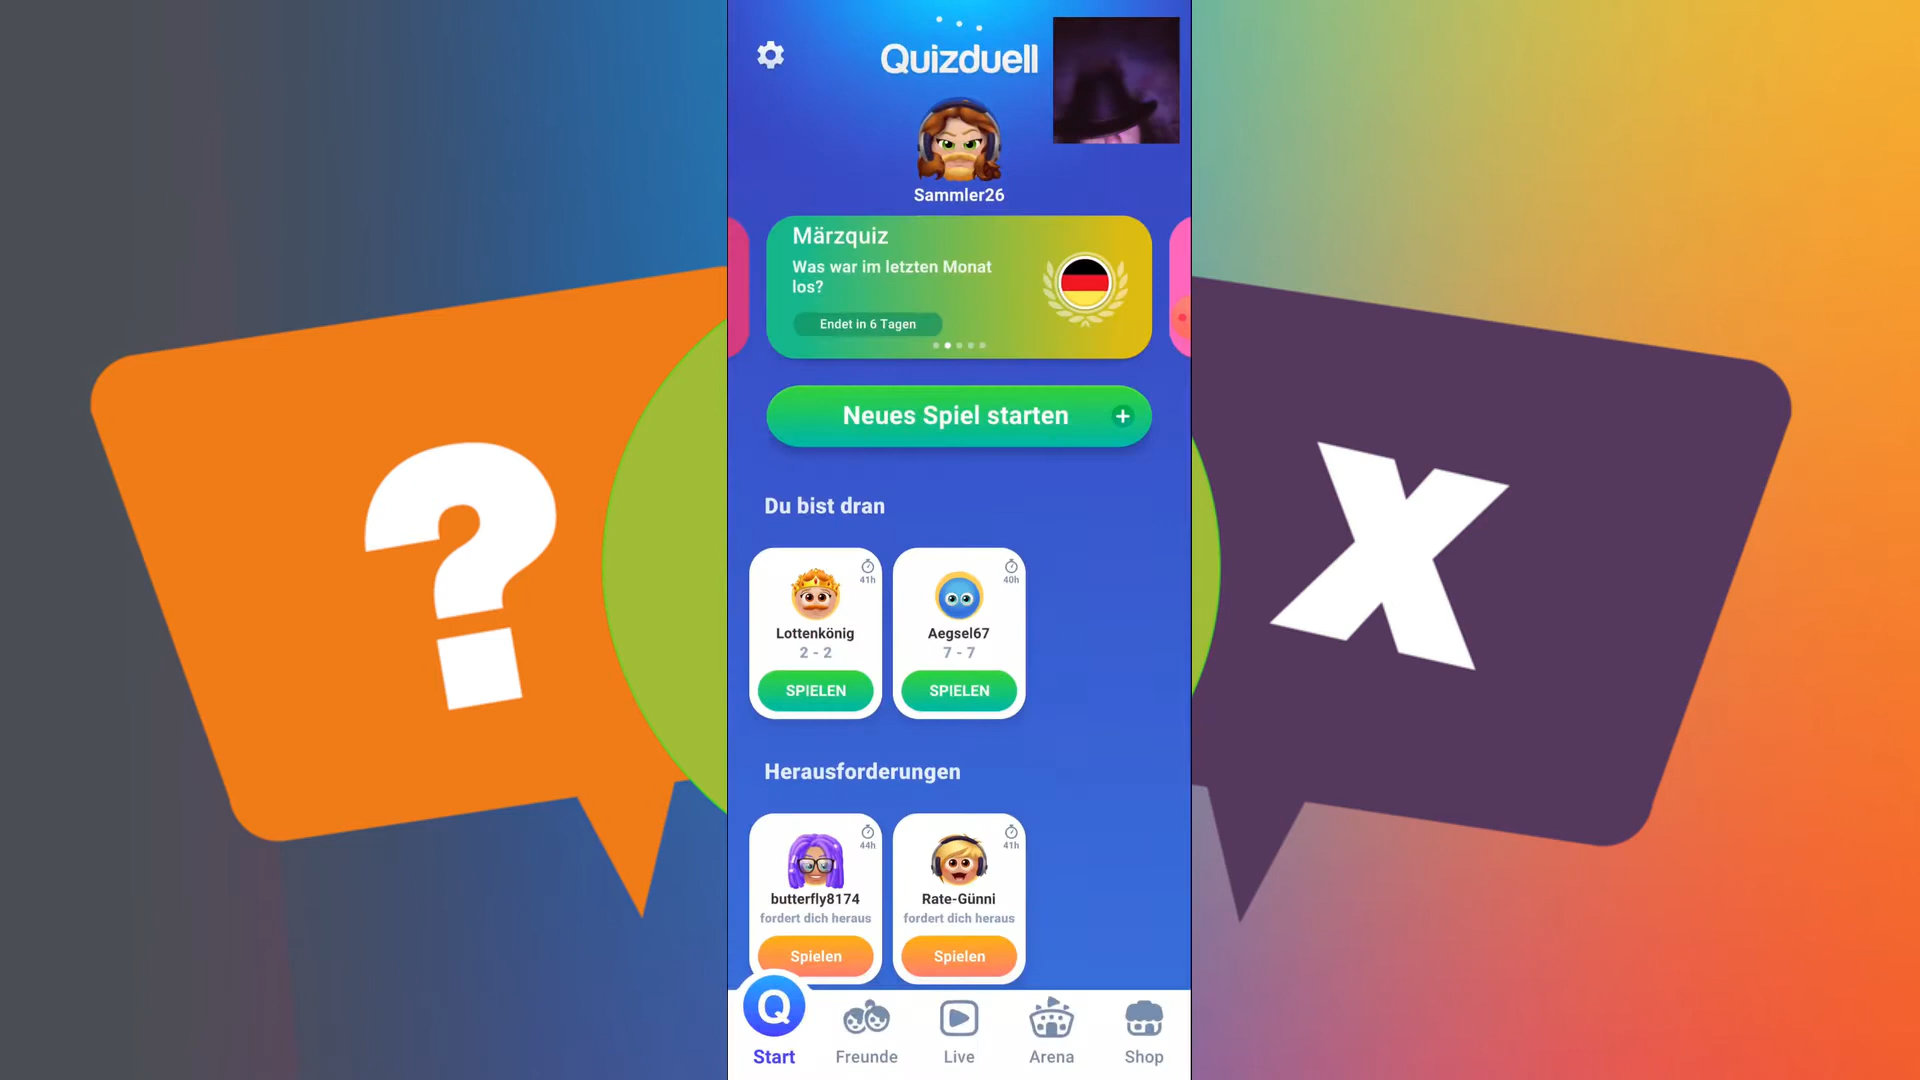 Quizduell
Sammler26
Märzquiz
Was war im letzten Monat
los?
Endet in 6 Tagen
Neues Spiel starten
Du bist dran
41h
Lottenkönig
2 - 2
SPIELEN
40h
Aegsel67
7 - 7
SPIELEN
Herausforderungen
44h
butterfly8174
fordert dich heraus
Spielen
41h
Rate-Günni
fordert dich heraus
Spielen
Q
Start
Freunde
Live
Arena
Shop
?
X